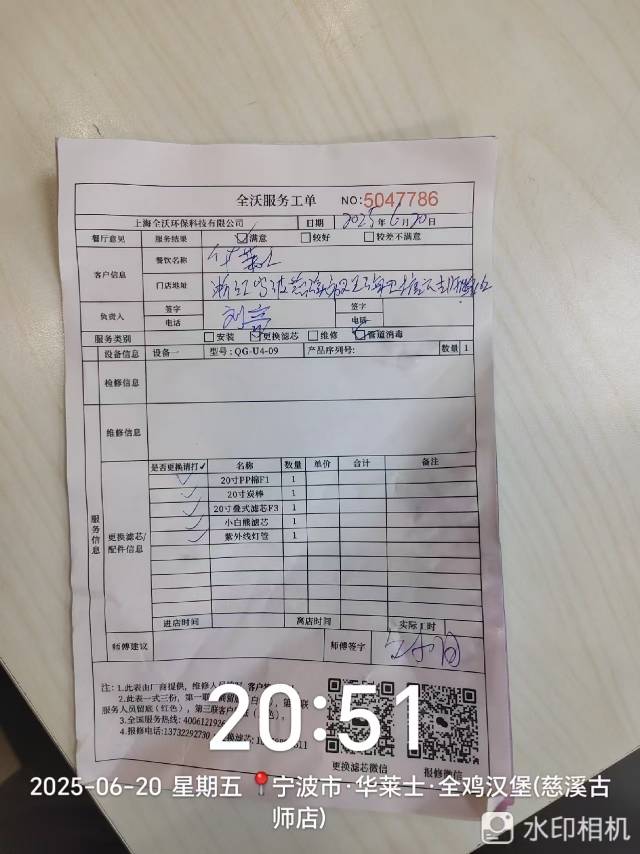 全沃服务工单 NO:5047786
上海全沃环保科技有限公司 日期 2025年6月20日
餐厅意见 服务结果 满意 较好 较差不满意
客户信息 餐饮名称 华莱士
门店地址 浙江宁波慈溪市
负责人 签字 签字
电话 电话
服务类别 安装 更换滤芯 维修 管道消毒
设备信息 设备一 型号:QG-U4-09 产品序列号: 数量 1
检修信息
维修信息
服务信息
更换滤芯/配件信息
是否更换请打✓ 名称 数量 单价 合计 备注
✓ 20寸PP棉F1 1
✓ 20寸炭棒 1
✓ 20寸叠式滤芯F3 1
✓ 小白熊滤芯 1
✓ 紫外线灯管 1
进店时间 离店时间 实际工时
师傅建议 师傅签字
注:1.此表由厂商提供,维修人员
2.此表一式三份,第一联
服务人员留底(红色),第三联客户
3.全国服务热线:4006121
4.报修电话:13732292730
更换滤芯微信 报修微信
20:51
2025-06-20 星期五 宁波市·华莱士·全鸡汉堡(慈溪古
师店)
水印相机